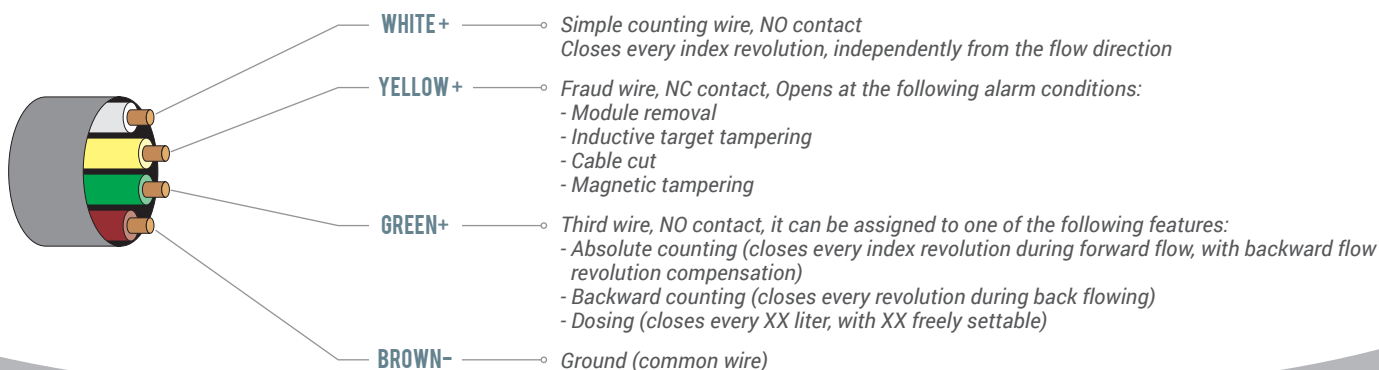 WHITE+
Simple counting wire, NO contact
Closes every index revolution, independently from the flow direction
YELLOW+
Fraud wire, NC contact, Opens at the following alarm conditions:
- Module removal
- Inductive target tampering
- Cable cut
- Magnetic tampering
GREEN+
Third wire, NO contact, it can be assigned to one of the following features:
- Absolute counting (closes every index revolution during forward flow, with backward flow
revolution compensation)
- Backward counting (closes every revolution during back flowing)
- Dosing (closes every XX liter, with XX freely settable)
BROWN-
Ground (common wire)